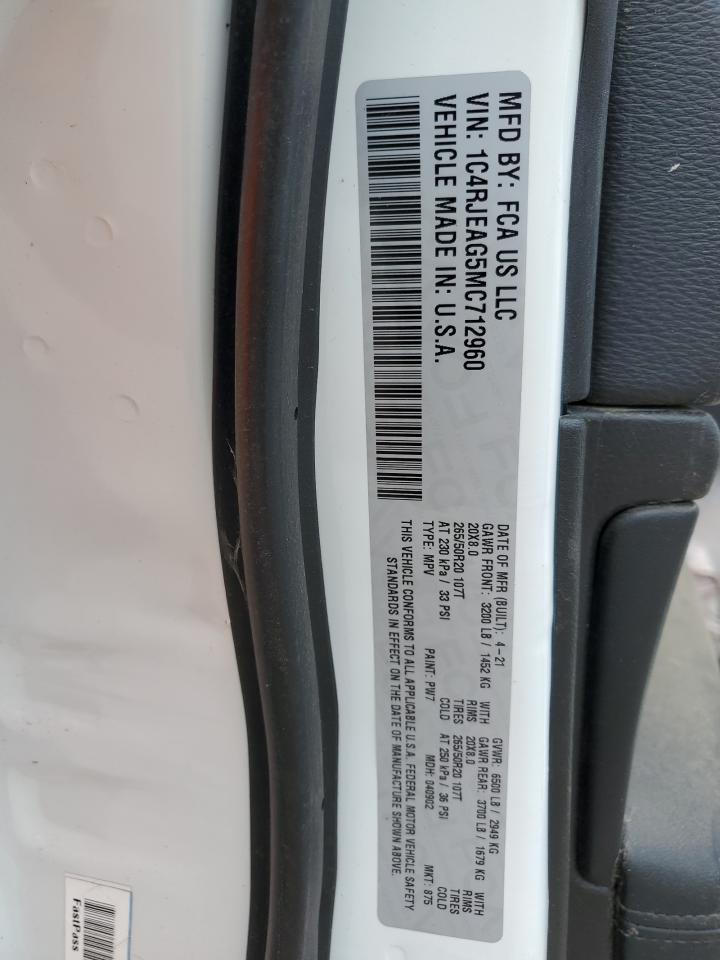 MFD BY: FCA US LLC
VIN: 1C4RJEAG5MC712960
VEHICLE MADE IN: U.S.A.
DATE OF MFR (BUILT): 4-21 GVWR: 6500 LB / 2949 KG
GAWR FRONT: 3200 LB / 1452 KG WITH GAWR REAR: 3700 LB / 1679 KG WITH
20X8.0 RIMS 20X8.0 RIMS
265/50R20 107T TIRES 265/50R20 107T TIRES
AT 230 kPa / 33 PSI COLD AT 250 kPa / 36 PSI COLD
TYPE: MPV PAINT: PW7 MDH: 040902 MKT: 875
THIS VEHICLE CONFORMS TO ALL APPLICABLE U.S.A. FEDERAL MOTOR VEHICLE SAFETY
STANDARDS IN EFFECT ON THE DATE OF MANUFACTURE SHOWN ABOVE.
FastPass